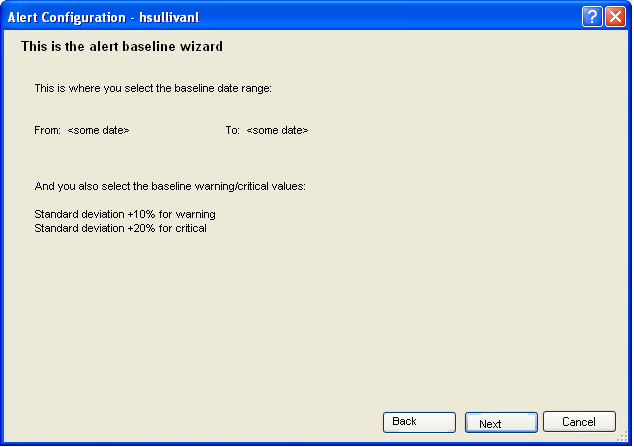 Alert Configuration - hsullivanl
This is the alert baseline wizard
This is where you select the baseline date range:
From: <some date> To: <some date>
And you also select the baseline warning/critical values:
Standard deviation +10% for warning
Standard deviation +20% for critical
Back Next Cancel